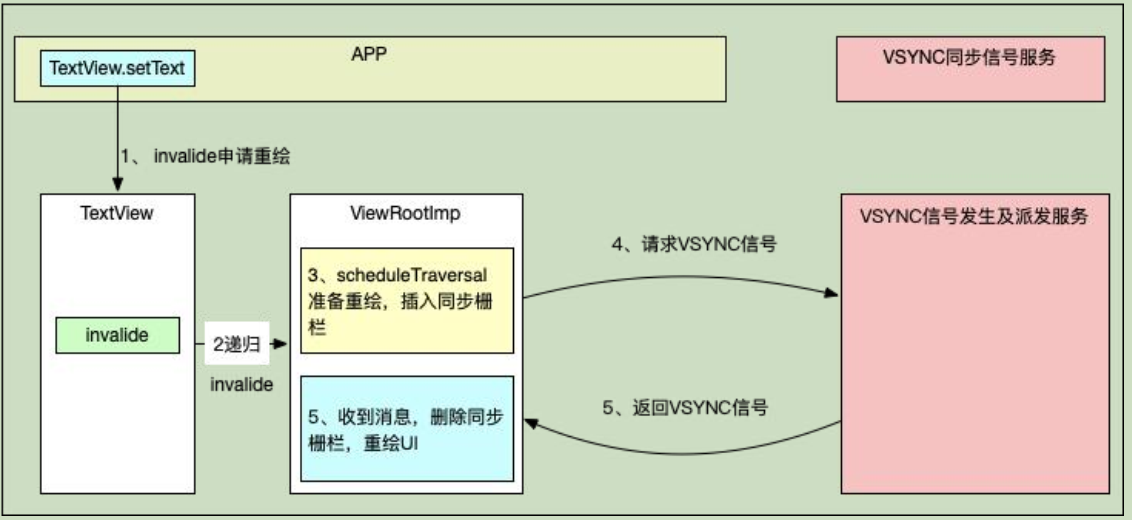 APP
TextView.setText
VSYNC同步信号服务
1、 invalide申请重绘
TextView
invalide
2递归
invalide
ViewRootImp
3、scheduleTraversal
准备重绘，插入同步栅
栏
5、收到消息，删除同步
栅栏，重绘UI
4、请求VSYNC信号
5、返回VSYNC信号
VSYNC信号发生及派发服务